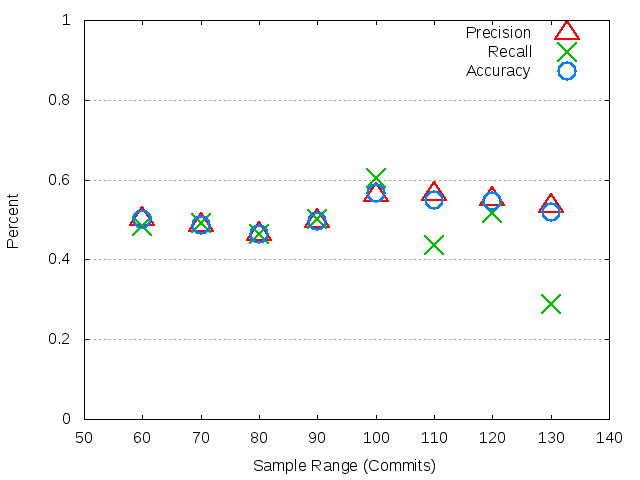 1
Precision
Recall
Accuracy
0.8
0.6
Percent
0.4
0.2
0
50 60 70 80 90 100 110 120 130 140
Sample Range (Commits)